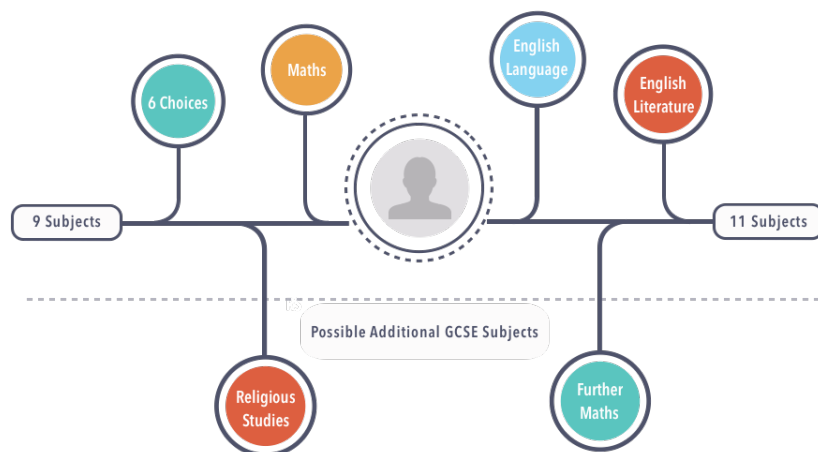 English
Language
Maths
English
Literature
6 Choices
9 Subjects
11 Subjects
Possible Additional GCSE Subjects
Religious
Studies
Further
Maths